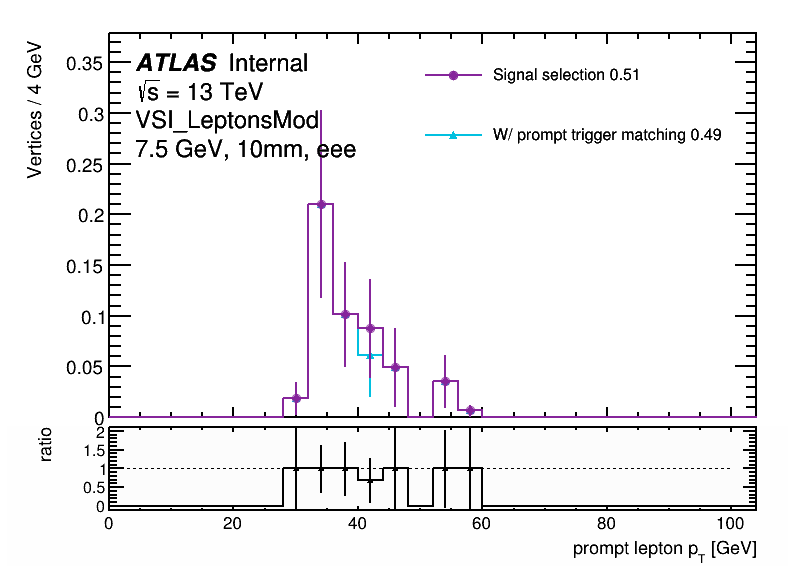 ATLAS Internal
√s = 13 TeV
VSI_LeptonsMod
7.5 GeV, 10mm, eee
Signal selection 0.51
W/ prompt trigger matching 0.49
Vertices / 4 GeV
0.35
0.3
0.25
0.2
0.15
0.1
0.05
0
ratio
2
1.5
1
0.5
0
0 20 40 60 80 100
prompt lepton p_T [GeV]